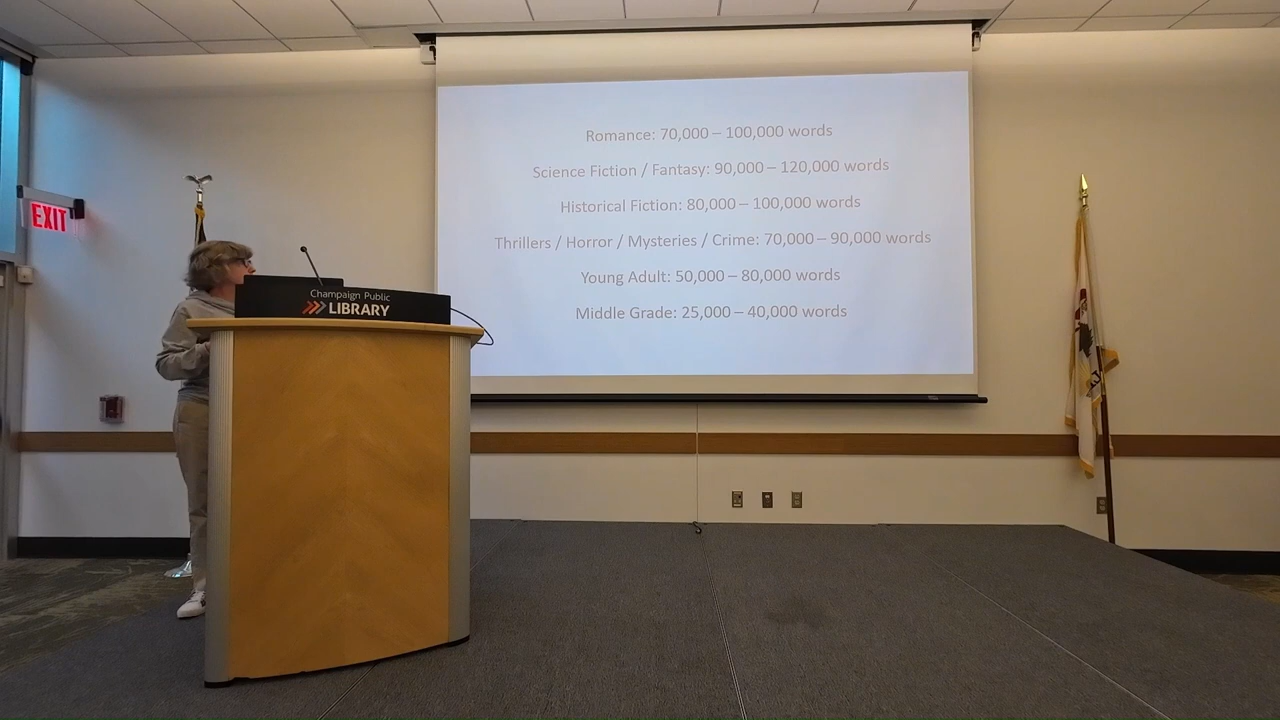 Romance: 70,000 – 100,000 words
Science Fiction / Fantasy: 90,000 – 120,000 words
Historical Fiction: 80,000 – 100,000 words
Thrillers / Horror / Mysteries / Crime: 70,000 – 90,000 words
Young Adult: 50,000 – 80,000 words
Middle Grade: 25,000 – 40,000 words
EXIT
Champaign Public
LIBRARY